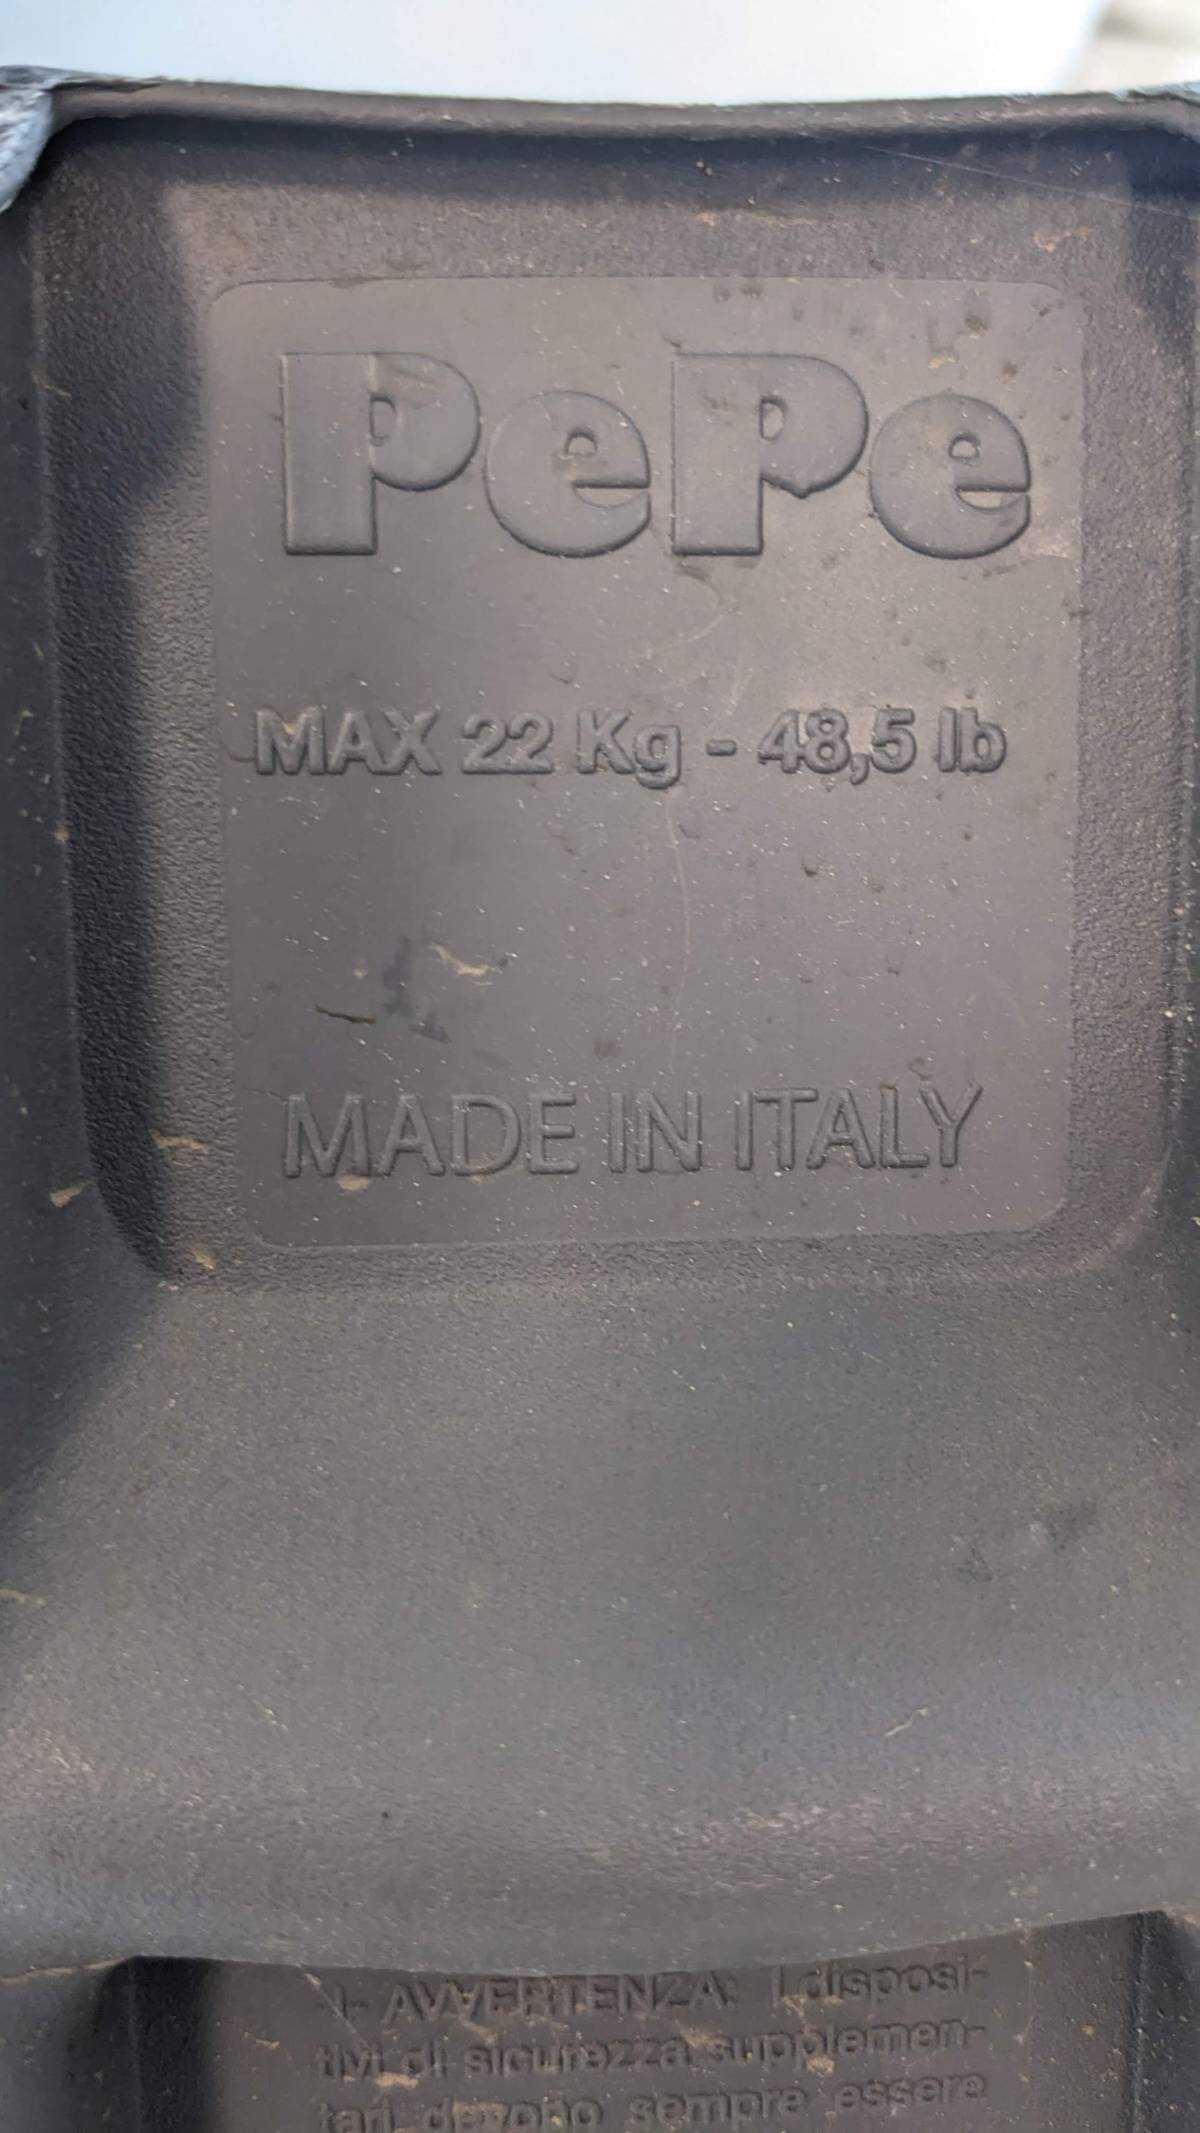 PePe
MAX 22 Kg - 48,5 lb
MADE IN ITALY
-I- AVVERTENZA: I disposi-
tivi di sicurezza supplemen-
tari devono sempre essere